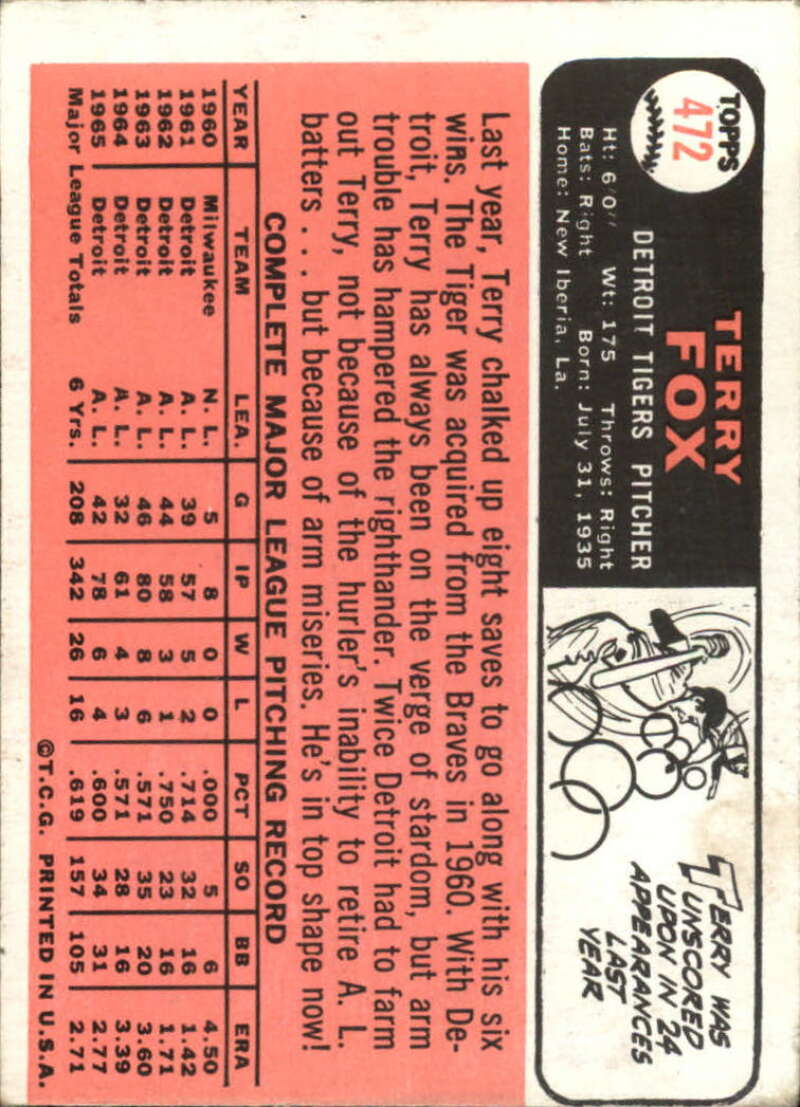 TOPPS
472
TERRY
FOX
DETROIT TIGERS PITCHER
Ht: 6'0" Wt: 175 Throws: Right
Bats: Right Born: July 31, 1935
Home: New Iberia, La.
TERRY WAS
UNSCORED
UPON IN 24
APPEARANCES
LAST
YEAR
Last year, Terry chalked up eight saves to go along with his six
wins. The Tiger was acquired from the Braves in 1960. With De-
troit, Terry has always been on the verge of stardom, but arm
trouble has hampered the righthander. Twice Detroit had to farm
out Terry, not because of the hurler's inability to retire A. L.
batters . . . but because of arm miseries. He's in top shape now!
COMPLETE MAJOR LEAGUE PITCHING RECORD
YEAR TEAM LEA. G IP W L PCT SO BB ERA
1960 Milwaukee N. L. 5 8 0 0 .000 5 6 4.50
1961 Detroit A. L. 39 57 5 2 .714 32 16 1.42
1962 Detroit A. L. 44 58 3 1 .750 23 16 1.71
1963 Detroit A. L. 46 80 8 6 .571 35 20 3.60
1964 Detroit A. L. 32 61 4 3 .571 28 16 3.39
1965 Detroit A. L. 42 78 6 4 .600 34 31 2.77
Major League Totals 6 Yrs. 208 342 26 16 .619 157 105 2.71
©T.C.G. PRINTED IN U.S.A.